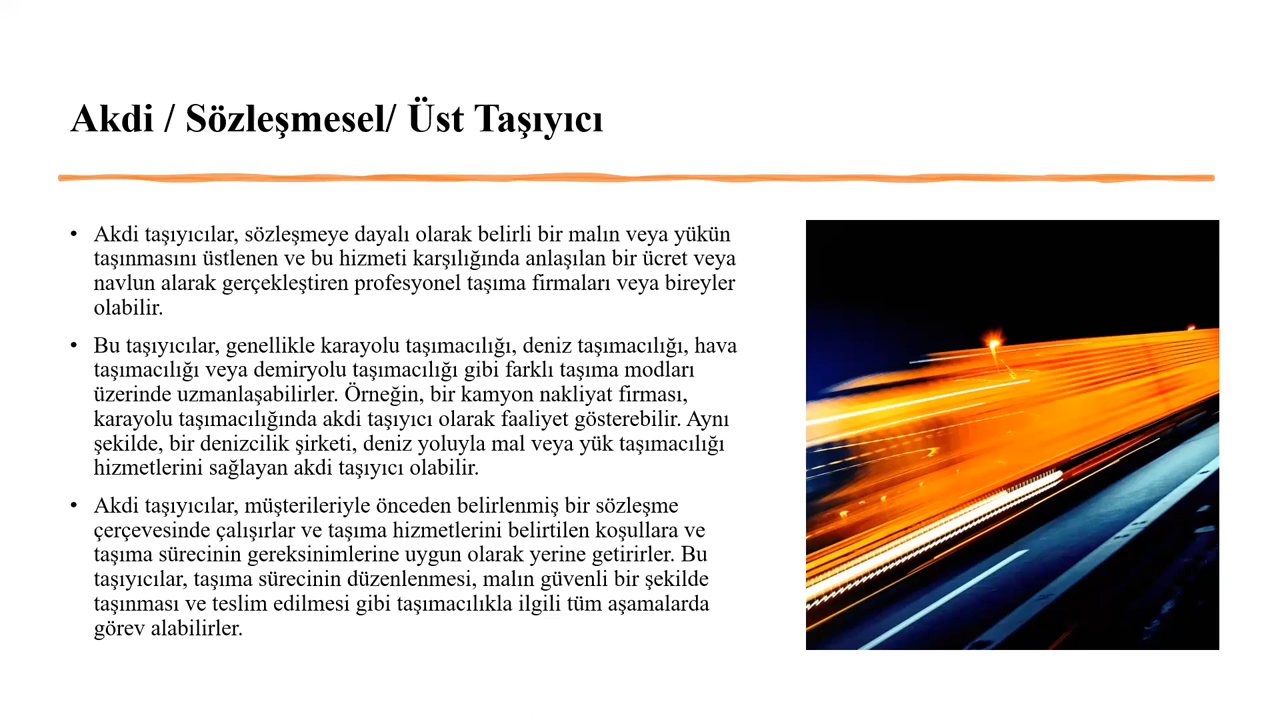 Akdi / Sözleşmesel/ Üst Taşıyıcı
• Akdi taşıyıcılar, sözleşmeye dayalı olarak belirli bir malın veya yükün
taşınmasını üstlenen ve bu hizmeti karşılığında anlaşılan bir ücret veya
navlun alarak gerçekleştiren profesyonel taşıma firmaları veya bireyler
olabilir.
• Bu taşıyıcılar, genellikle karayolu taşımacılığı, deniz taşımacılığı, hava
taşımacılığı veya demiryolu taşımacılığı gibi farklı taşıma modları
üzerinde uzmanlaşabilirler. Örneğin, bir kamyon nakliyat firması,
karayolu taşımacılığında akdi taşıyıcı olarak faaliyet gösterebilir. Aynı
şekilde, bir denizcilik şirketi, deniz yoluyla mal veya yük taşımacılığı
hizmetlerini sağlayan akdi taşıyıcı olabilir.
• Akdi taşıyıcılar, müşterileriyle önceden belirlenmiş bir sözleşme
çerçevesinde çalışırlar ve taşıma hizmetlerini belirtilen koşullara ve
taşıma sürecinin gereksinimlerine uygun olarak yerine getirirler. Bu
taşıyıcılar, taşıma sürecinin düzenlenmesi, malın güvenli bir şekilde
taşınması ve teslim edilmesi gibi taşımacılıkla ilgili tüm aşamalarda
görev alabilirler.